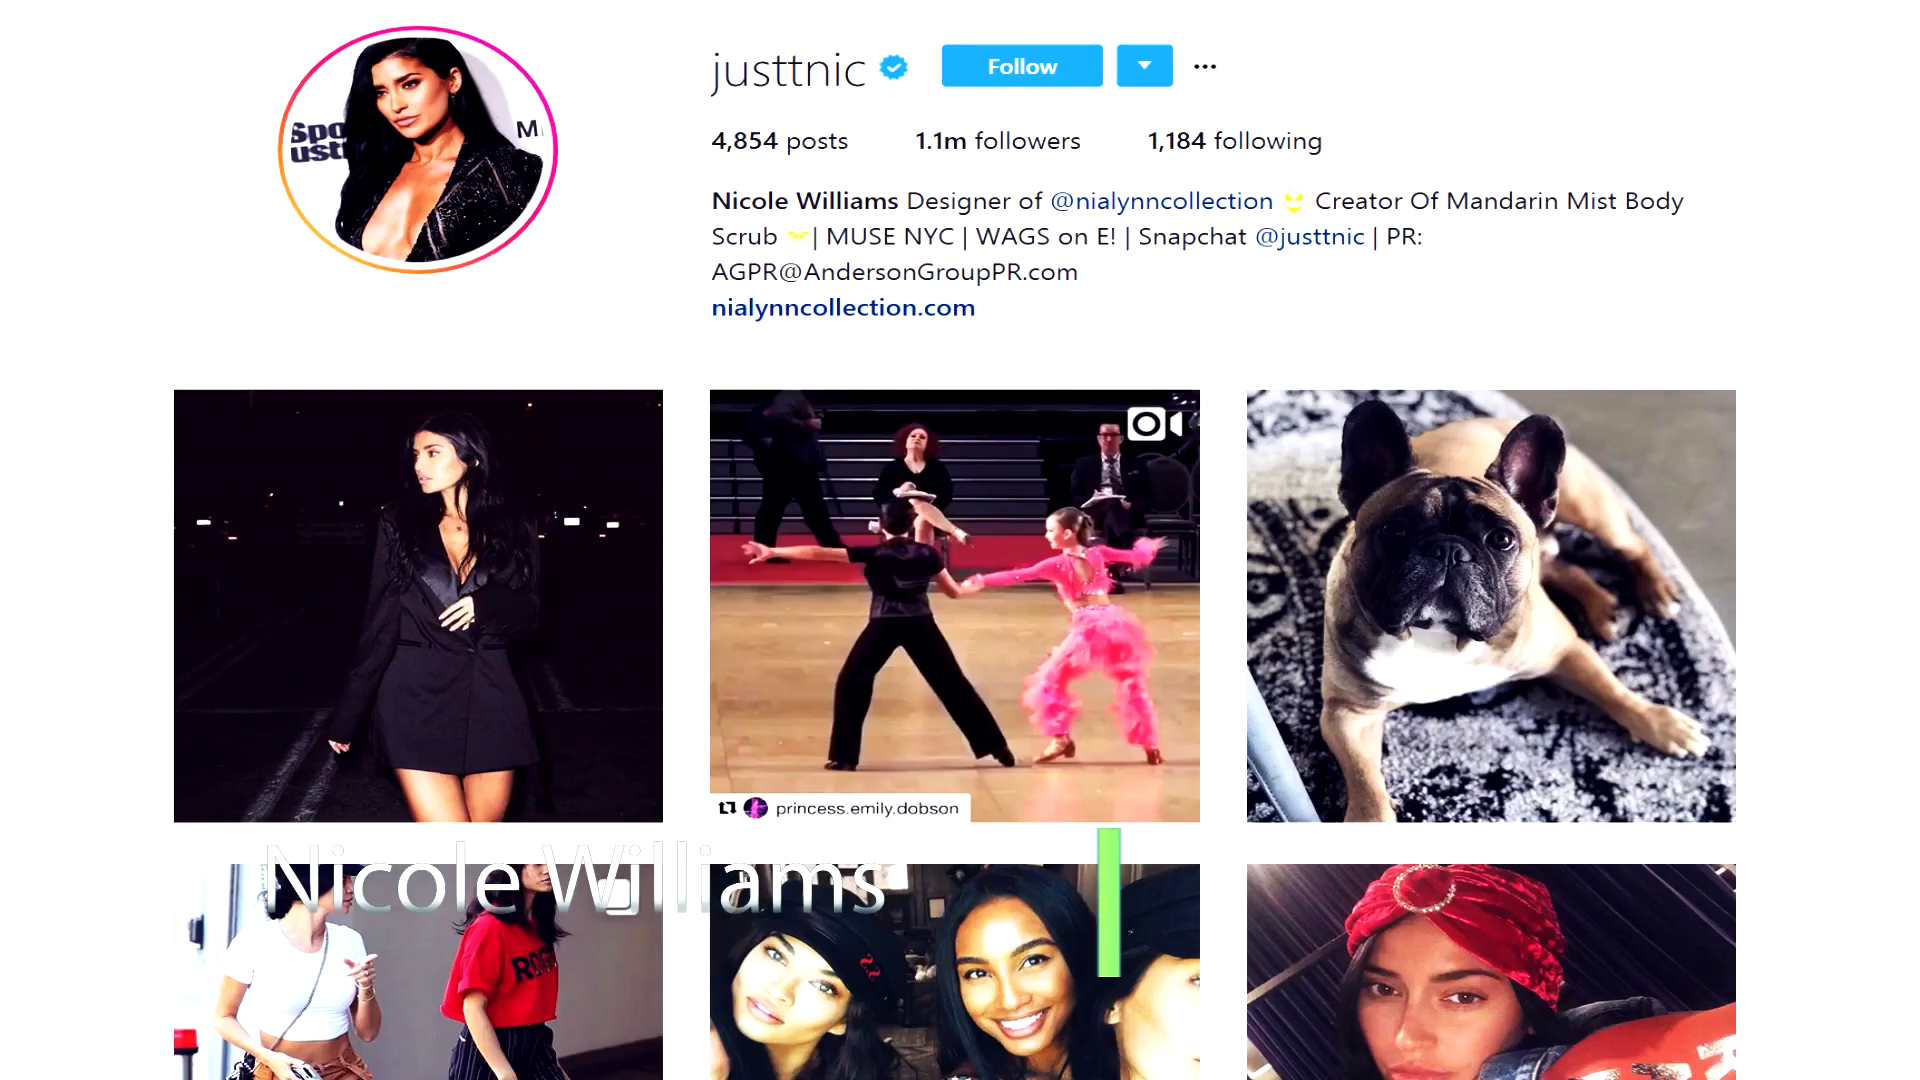 justtnic Follow
Spo
ustr
M
4,854 posts 1.1m followers 1,184 following
Nicole Williams Designer of @nialynncollection Creator Of Mandarin Mist Body
Scrub | MUSE NYC | WAGS on E! | Snapchat @justtnic | PR:
AGPR@AndersonGroupPR.com
nialynncollection.com
princess.emily.dobson
Nicole Williams